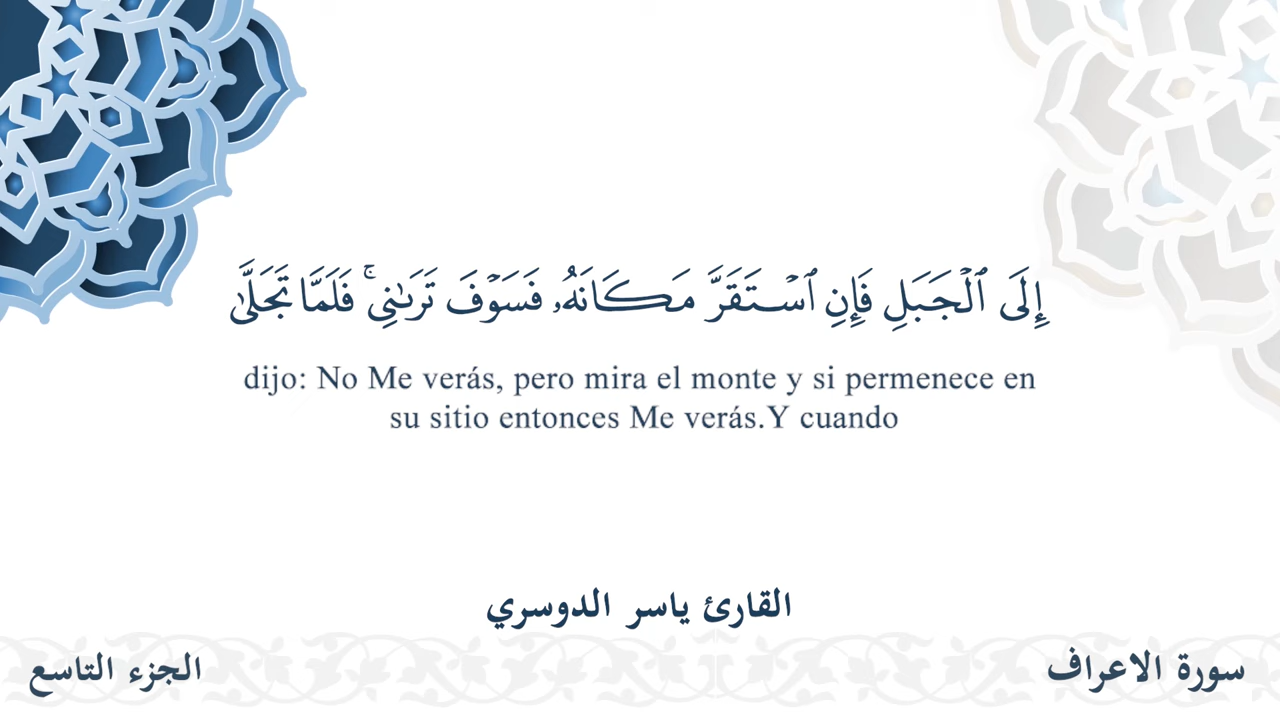 إِلَى ٱلۡجَبَلِ فَإِنِ ٱسۡتَقَرَّ مَكَانَهُۥ فَسَوۡفَ تَرَىٰنِيۚ فَلَمَّا تَجَلَّىٰ
dijo: No Me verás, pero mira el monte y si permenece en
su sitio entonces Me verás.Y cuando
القارئ ياسر الدوسري
سورة الاعراف
الجزء التاسع